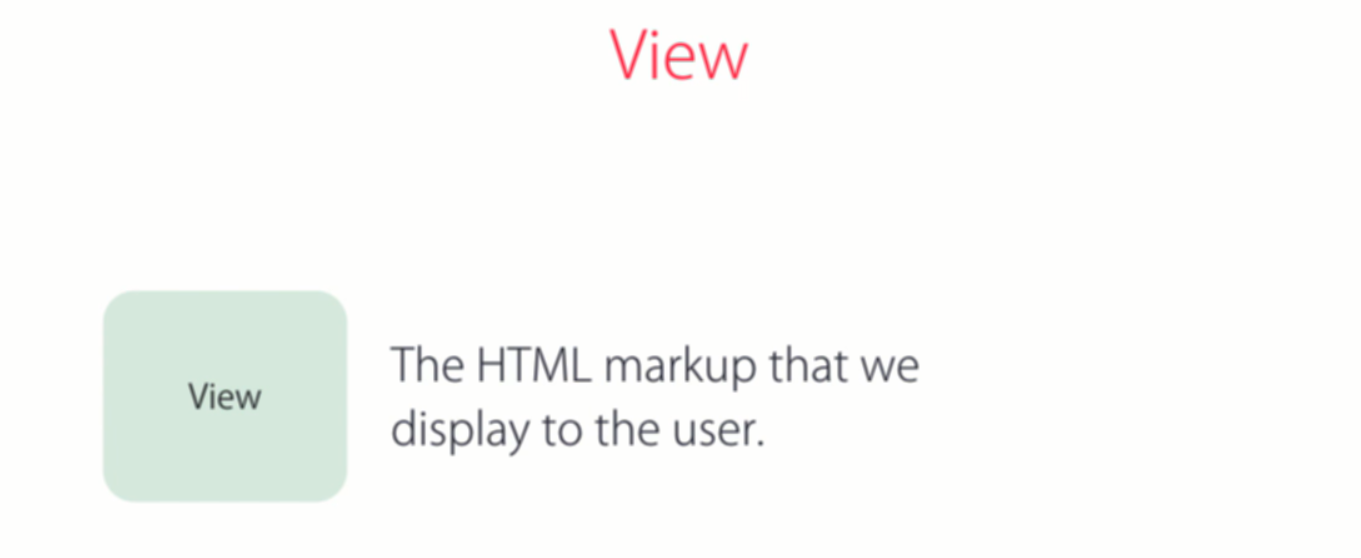 View
View
The HTML markup that we
display to the user.